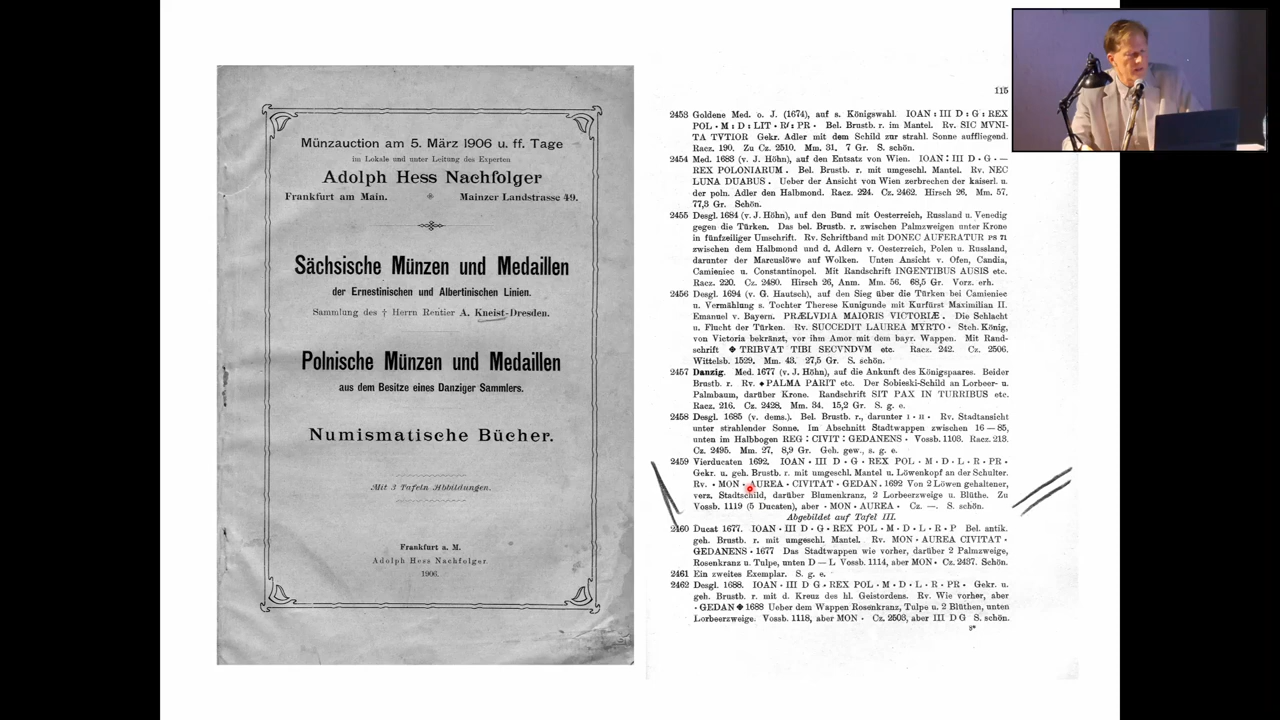 Münzauction am 5. März 1906 u. ff. Tage
im Lokale und unter Leitung des Experten
Adolph Hess Nachfolger
Frankfurt am Main. Mainzer Landstrasse 49.
Sächsische Münzen und Medaillen
der Ernestinischen und Albertinischen Linien.
Sammlung des † Herrn Rentier A. Kneist-Dresden.
Polnische Münzen und Medaillen
aus dem Besitze eines Danziger Sammlers.
Numismatische Bücher.
Mit 3 Tafeln Abbildungen.
Frankfurt a. M.
Adolph Hess Nachfolger
1906.
115
2453 Goldene Med. o. J. (1674), auf s. Königswahl. IOAN : III D : G : REX
POL • M : D : LIT • R/: PR • Bel. Brustb. r. im Mantel. Rv. SIC MVNI-
TA TVTIOR Gekr. Adler mit dem Schild zur strahl. Sonne auffliegend.
Racz. 190. Zu Cz. 2510. Mm. 31. 7 Gr. S. schön.
2454 Med. 1683 (v. J. Höhn), auf den Entsatz von Wien. IOAN : III D • G • —
REX POLONIARUM • Bel. Brustb. r. mit umgeschl. Mantel. Rv. NEC
LUNA DUABUS • Ueber der Ansicht von Wien zerbrechen der kaiserl. u.
der poln. Adler den Halbmond. Racz. 224. Cz. 2462. Hirsch 26. Mm. 57.
77,3 Gr. Schön.
2455 Desgl. 1684 (v. J. Höhn), auf den Bund mit Oesterreich, Russland u. Venedig
gegen die Türken. Das bel. Brustb. r. zwischen Palmzweigen unter Krone
in fünfzeiliger Umschrift. Rv. Schriftband mit DONEC AUFERATUR PS 71
zwischen dem Halbmond und d. Adlern v. Oesterreich, Polen u. Russland,
darunter der Marcuslöwe auf Wolken. Unten Ansicht v. Ofen, Candia,
Camieniec u. Constantinopel. Mit Randschrift INGENTIBUS AUSIS etc.
Racz. 220. Cz. 2480. Hirsch 26, Anm. Mm. 56. 68,5 Gr. Vorz. erh.
2456 Desgl. 1694 (v. G. Hautsch), auf den Sieg über die Türken bei Camieniec
u. Vermählung s. Tochter Therese Kunigunde mit Kurfürst Maximilian II.
Emanuel v. Bayern. PRÆLVDIA MAIORIS VICTORIÆ • Die Schlacht
u. Flucht der Türken. Rv. SUCCEDIT LAUREA MYRTO • Stch. König,
von Victoria bekränzt, vor ihm Amor mit dem bayr. Wappen. Mit Rand-
schrift ❖ TRIBVAT TIBI SECVNDVM etc. Racz. 242. Cz. 2506.
Wittelsb. 1529. Mm. 43. 27,5 Gr. S. schön.
2457 Danzig. Med. 1677 (v. J. Höhn), auf die Ankunft des Königspaares. Beider
Brustb. r. Rv. ⬥ PALMA PARIT etc. Der Sobieski-Schild an Lorbeer- u.
Palmbaum, darüber Krone. Randschrift SIT PAX IN TURRIBUS etc.
Racz. 216. Cz. 2428. Mm. 34. 15,2 Gr. S. g. e.
2458 Desgl. 1685 (v. dems.). Bel. Brustb. r., darunter I • H • Rv. Stadtansicht
unter strahlender Sonne. Im Abschnitt Stadtwappen zwischen 16 — 85,
unten im Halbbogen REG : CIVIT : GEDANENS • Vossb. 1103. Racz. 213.
Cz. 2495. Mm. 27, 8,9 Gr. Geh. gew., s. g. e.
2459 Vierducaten 1692. IOAN • III D • G • REX POL • M • D • L • R • PR •
Gekr. u. geh. Brustb. r. mit umgeschl. Mantel u. Löwenkopf an der Schulter.
Rv. • MON • AUREA • CIVITAT • GEDAN . 1692 Von 2 Löwen gehaltener,
verz. Stadtschild, darüber Blumenkranz, 2 Lorbeerzweige u. Blüthe. Zu
Vossb. 1119 (5 Ducaten), aber • MON • AUREA • Cz. —. S. schön.
Abgebildet auf Tafel III.
2460 Ducat 1677. IOAN • III D • G • REX POL • M • D • L • R • P Bel. antik.
geh. Brustb. r. mit umgeschl. Mantel. Rv. MON • AUREA CIVITAT •
GEDANENS • 1677 Das Stadtwappen wie vorher, darüber 2 Palmzweige,
Rosenkranz u. Tulpe, unten D — L Vossb. 1114, aber MON • Cz. 2437. Schön.
2461 Ein zweites Exemplar. S. g. e.
2462 Desgl. 1688. IOAN • III D G • REX POL • M • D • L • R • PR • Gekr. u.
geh. Brustb. r. mit d. Kreuz des hl. Geistordens. Rv. Wie vorher, aber
• GEDAN ❖ 1688 Ueber dem Wappen Rosenkranz, Tulpe u. 2 Blüthen, unten
Lorbeerzweige. Vossb. 1118, aber MON • Cz. 2503, aber III D G S. schön.
8*